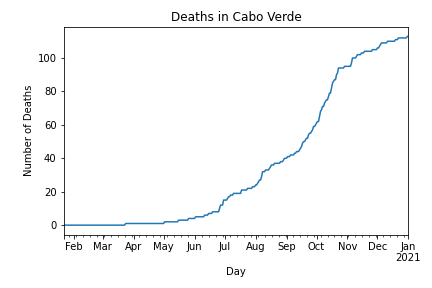 Deaths in Cabo Verde
Number of Deaths
100
80
60
40
20
0
Feb Mar Apr May Jun Jul Aug Sep Oct Nov Dec Jan
2021
Day